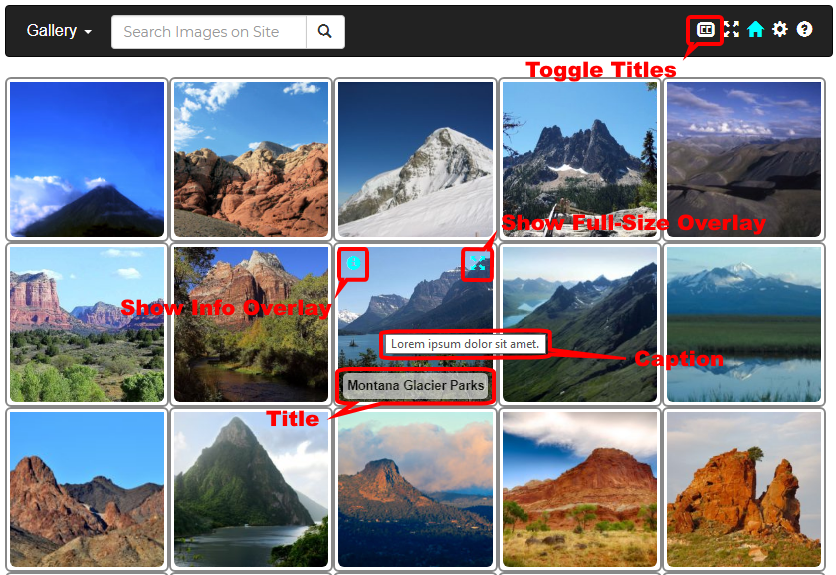 Gallery
Search Images on Site
Toggle Titles
Show Full-Size Overlay
Show Info Overlay
Lorem ipsum dolor sit amet.
Caption
Montana Glacier Parks
Title